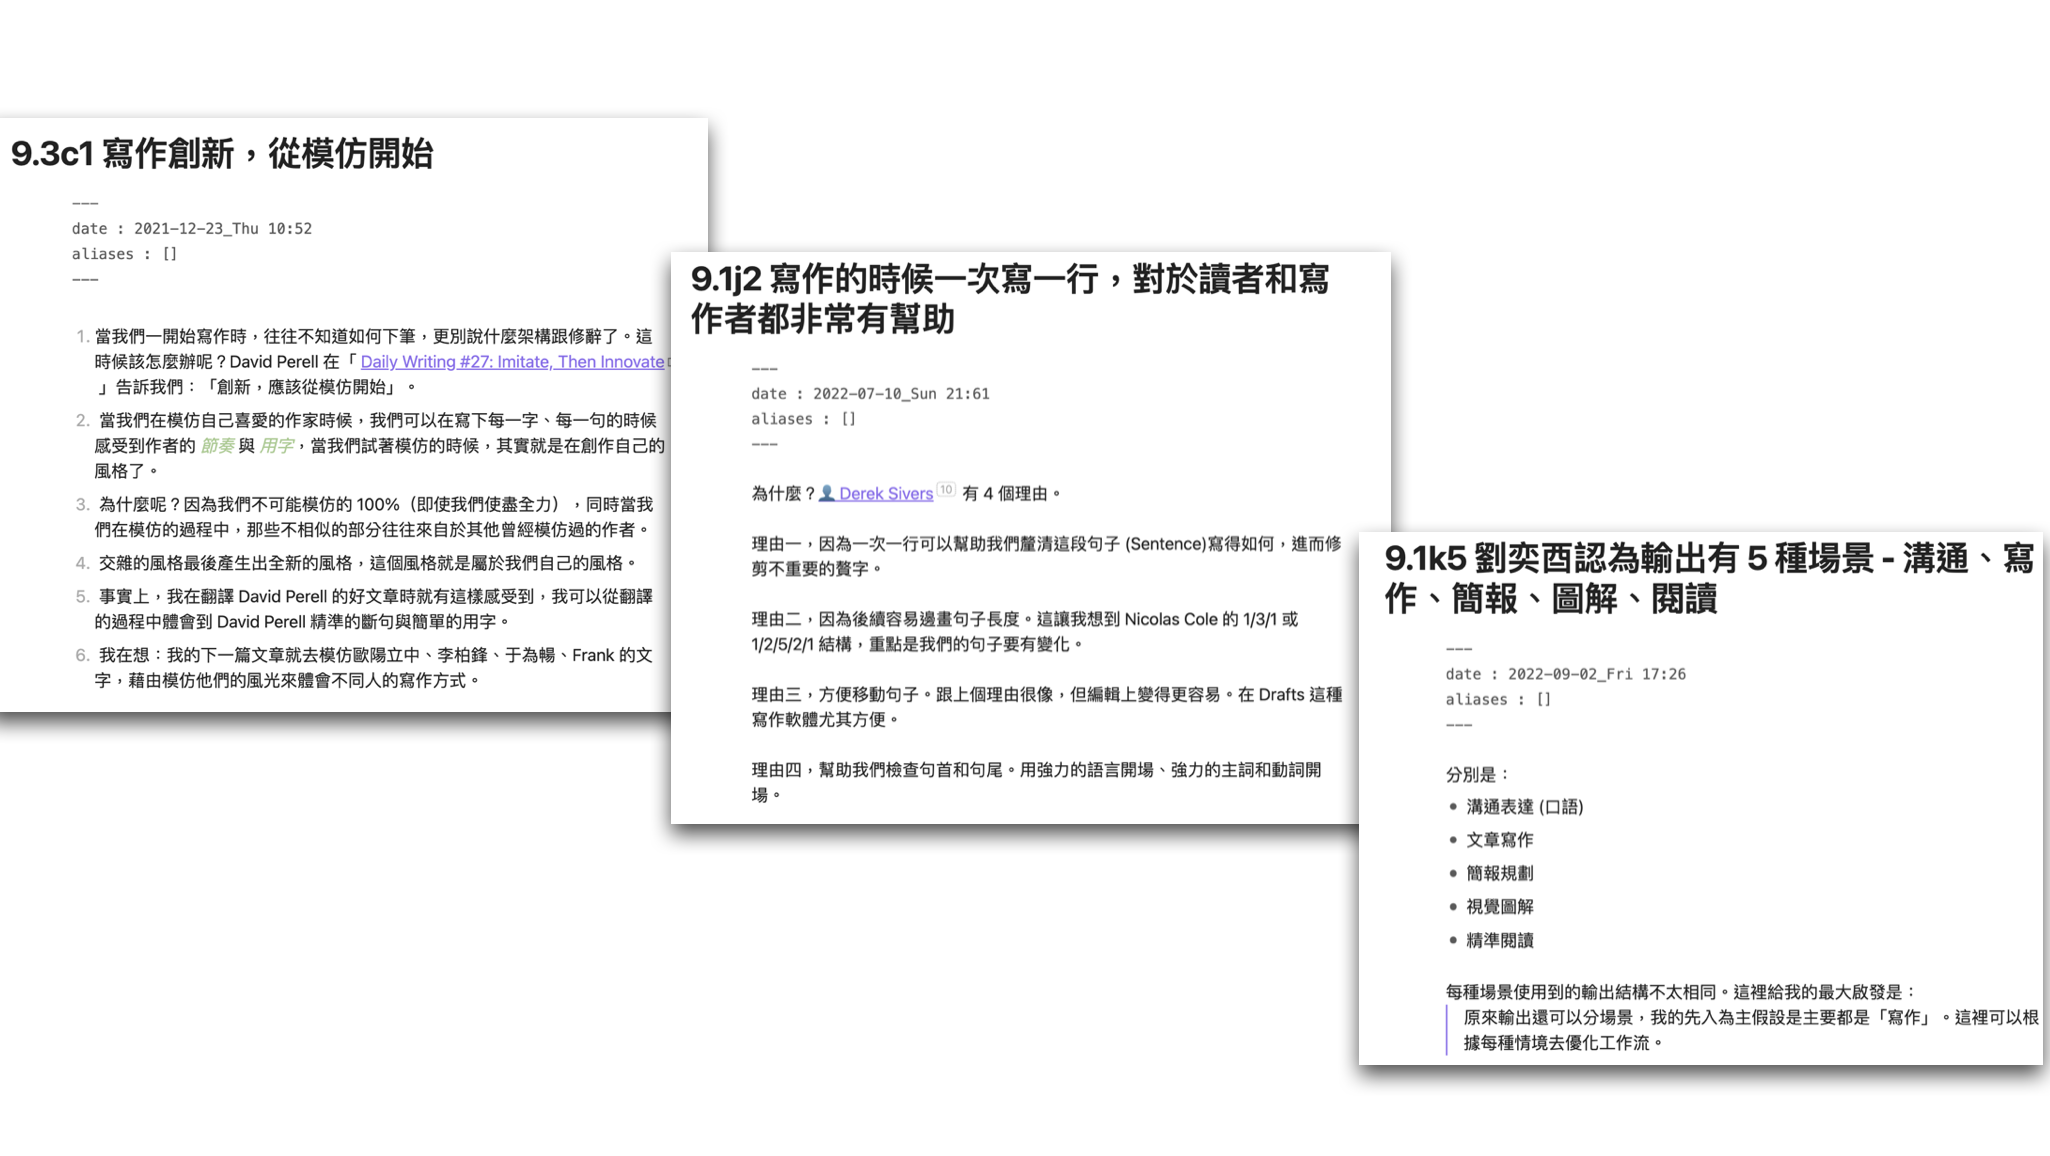 9.3c1 寫作創新，從模仿開始
---
date : 2021-12-23_Thu 10:52
aliases : []
---
1. 當我們一開始寫作時，往往不知道如何下筆，更別說什麼架構跟修辭了。這
時候該怎麼辦呢？David Perell 在「 Daily Writing #27: Imitate, Then Innovate
」告訴我們：「創新，應該從模仿開始」。
2. 當我們在模仿自己喜愛的作家時候，我們可以在寫下每一字、每一句的時候
感受到作者的 節奏 與 用字，當我們試著模仿的時候，其實就是在創作自己的
風格了。
3. 為什麼呢？因為我們不可能模仿的 100%（即使我們使盡全力），同時當我
們在模仿的過程中，那些不相似的部分往往來自於其他曾經模仿過的作者。
4. 交雜的風格最後產生出全新的風格，這個風格就是屬於我們自己的風格。
5. 事實上，我在翻譯 David Perell 的好文章時就有這樣感受到，我可以從翻譯
的過程中體會到 David Perell 精準的斷句與簡單的用字。
6. 我在想：我的下一篇文章就去模仿歐陽立中、李柏鋒、于為暢、Frank 的文
字，藉由模仿他們的風光來體會不同人的寫作方式。
9.1j2 寫作的時候一次寫一行，對於讀者和寫
作者都非常有幫助
---
date : 2022-07-10_Sun 21:61
aliases : []
---
為什麼？👤 Derek Sivers 10 有 4 個理由。
理由一，因為一次一行可以幫助我們釐清這段句子 (Sentence)寫得如何，進而修
剪不重要的贅字。
理由二，因為後續容易邊畫句子長度。這讓我想到 Nicolas Cole 的 1/3/1 或
1/2/5/2/1 結構，重點是我們的句子要有變化。
理由三，方便移動句子。跟上個理由很像，但編輯上變得更容易。在 Drafts 這種
寫作軟體尤其方便。
理由四，幫助我們檢查句首和句尾。用強力的語言開場、強力的主詞和動詞開
場。
9.1k5 劉奕酉認為輸出有 5 種場景 - 溝通、寫
作、簡報、圖解、閱讀
---
date : 2022-09-02_Fri 17:26
aliases : []
---
分別是：
• 溝通表達 (口語)
• 文章寫作
• 簡報規劃
• 視覺圖解
• 精準閱讀
每種場景使用到的輸出結構不太相同。這裡給我的最大啟發是：
原來輸出還可以分場景，我的先入為主假設是主要都是「寫作」。這裡可以根
據每種情境去優化工作流。